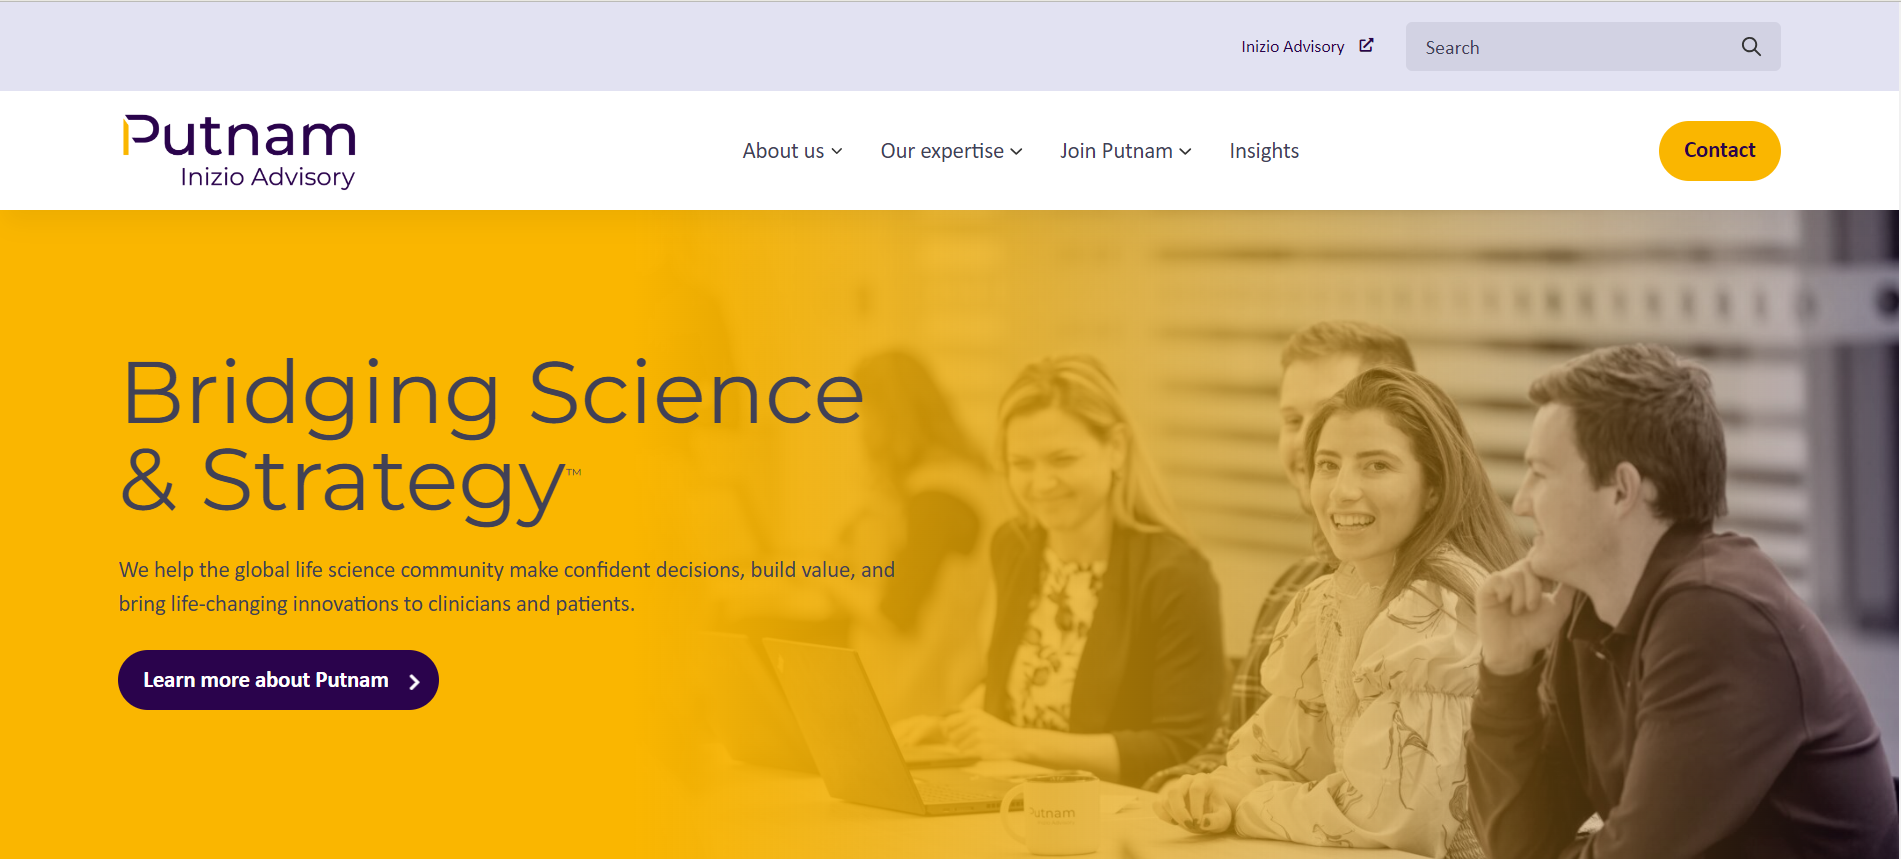 Inizio Advisory
Search
Putnam
Inizio Advisory
About us
Our expertise
Join Putnam
Insights
Contact
Bridging Science
& Strategy™
We help the global life science community make confident decisions, build value, and
bring life-changing innovations to clinicians and patients.
Learn more about Putnam
Putnam